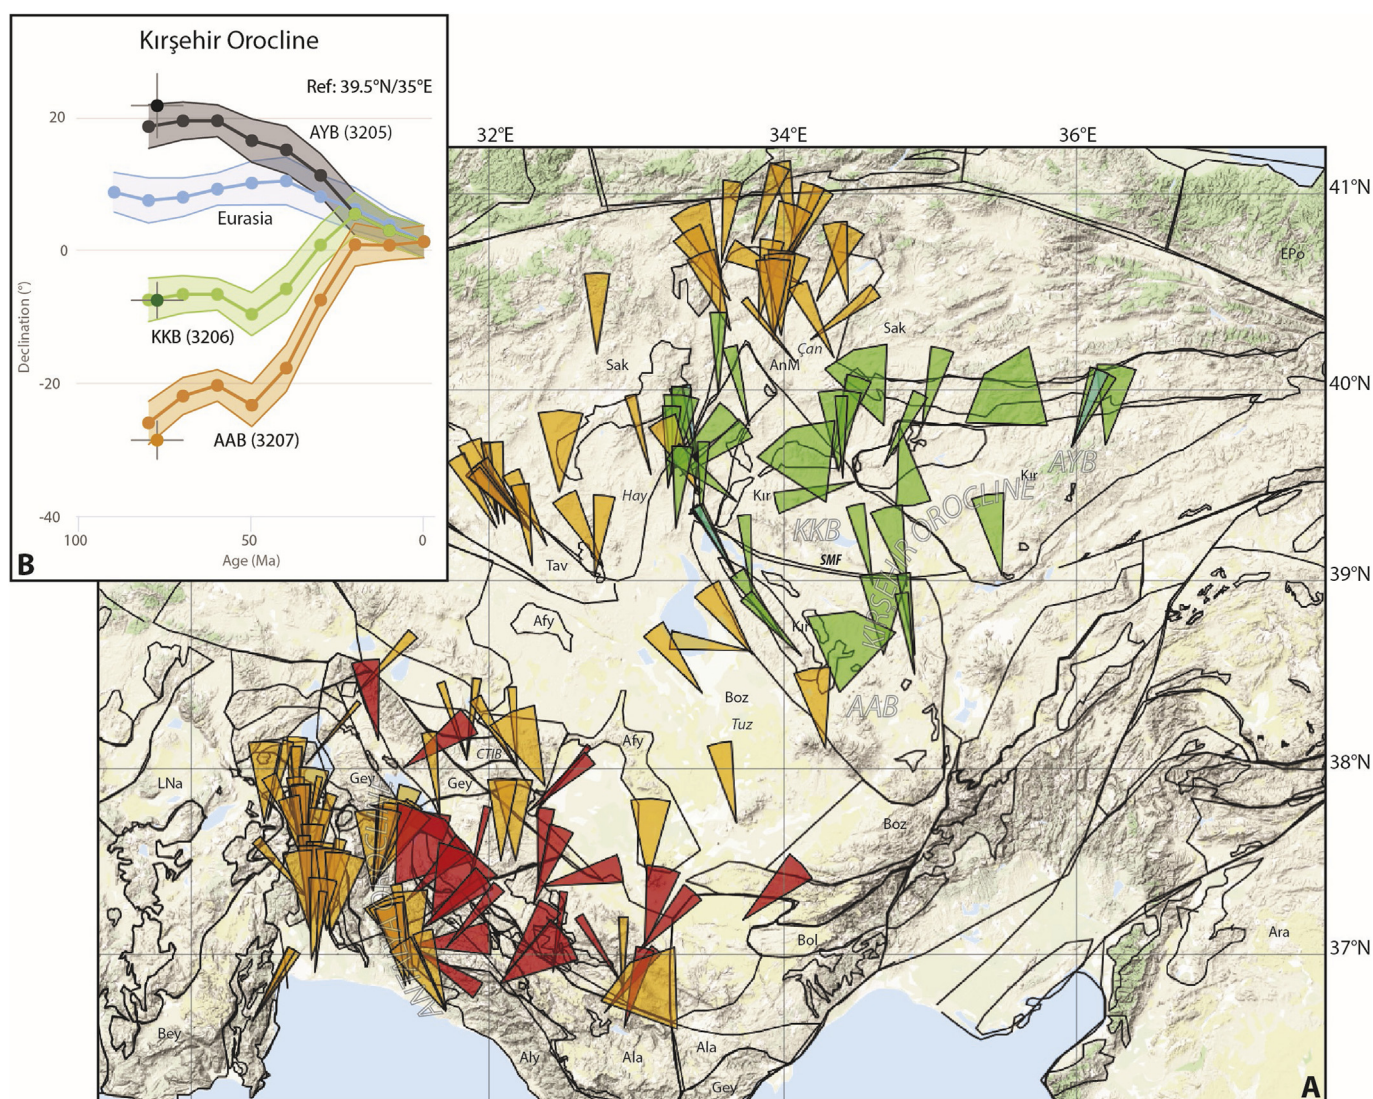 Kırşehir Orocline
Ref: 39.5°N/35°E
20
AYB (3205)
Eurasia
0
Declination (°)
KKB (3206)
-20
AAB (3207)
-40
100
50
0
Age (Ma)
B
32°E
34°E
36°E
41°N
EPo
Sak
Çan
Sak
AnM
40°N
AYB
Kır
Hay
Kır
KIRŞEHIR OROCLINE
KKB
SMF
Tav
39°N
Afy
Kır
Boz
AAB
Tuz
Afy
CTIB
38°N
LNa
Gey
Gey
Boz
Bol
Ara
37°N
Bey
Aly
Ala
Ala
Gey
A